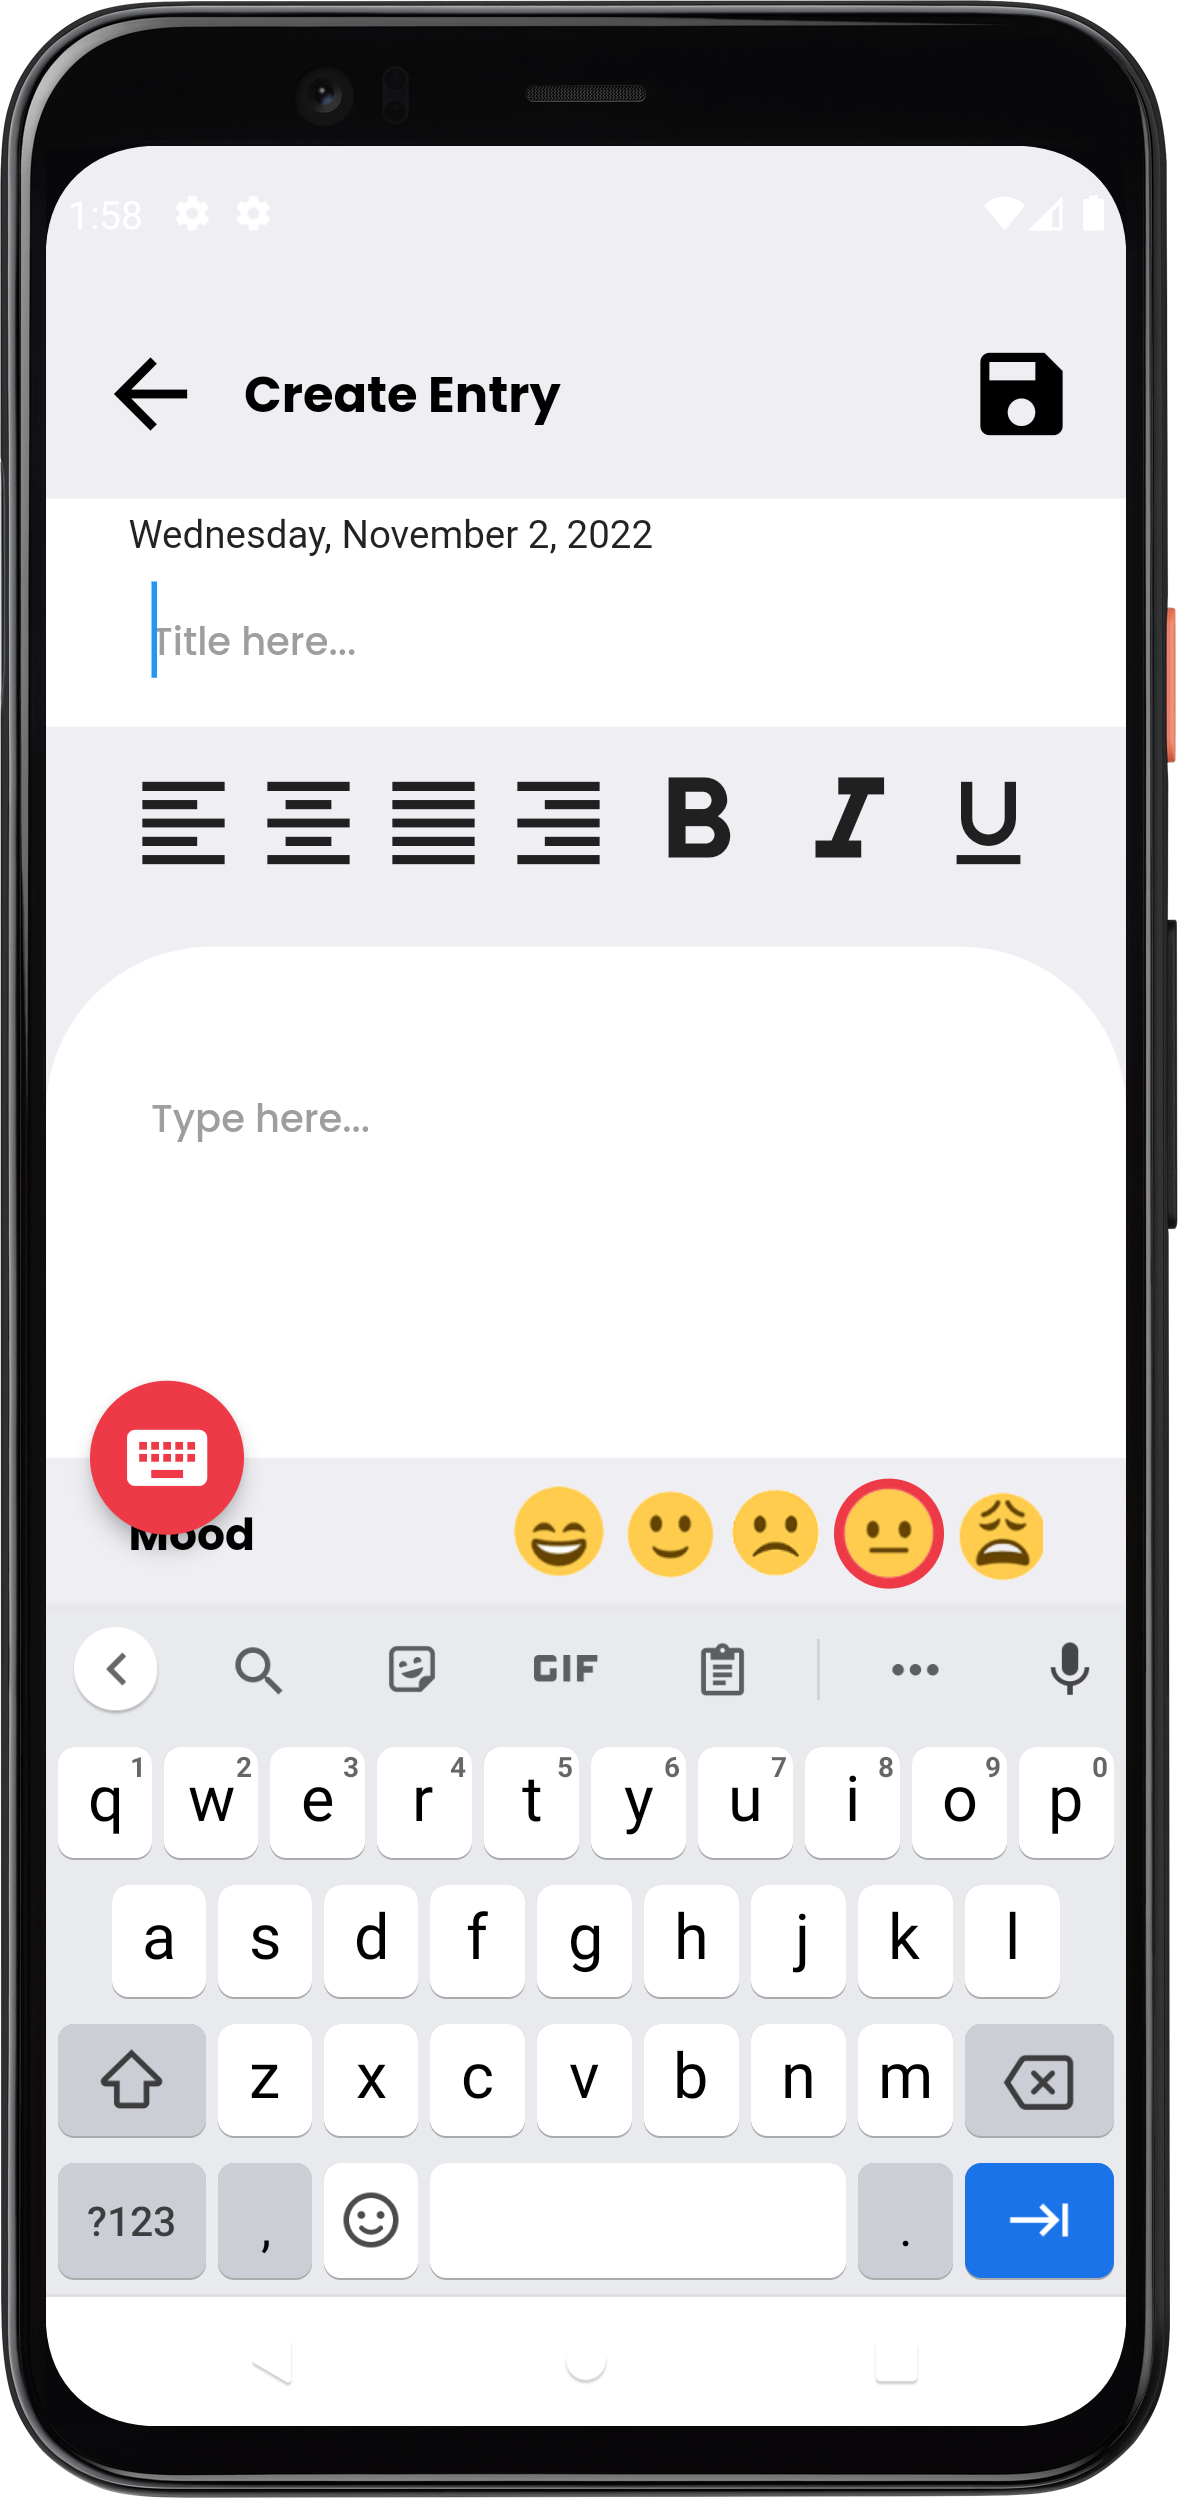 1:58
Create Entry
Wednesday, November 2, 2022
Title here...
B I U
Type here...
Mood
GIF
1 2 3 4 5 6 7 8 9 0
q w e r t y u i o p
a s d f g h j k l
z x c v b n m
?123 , .